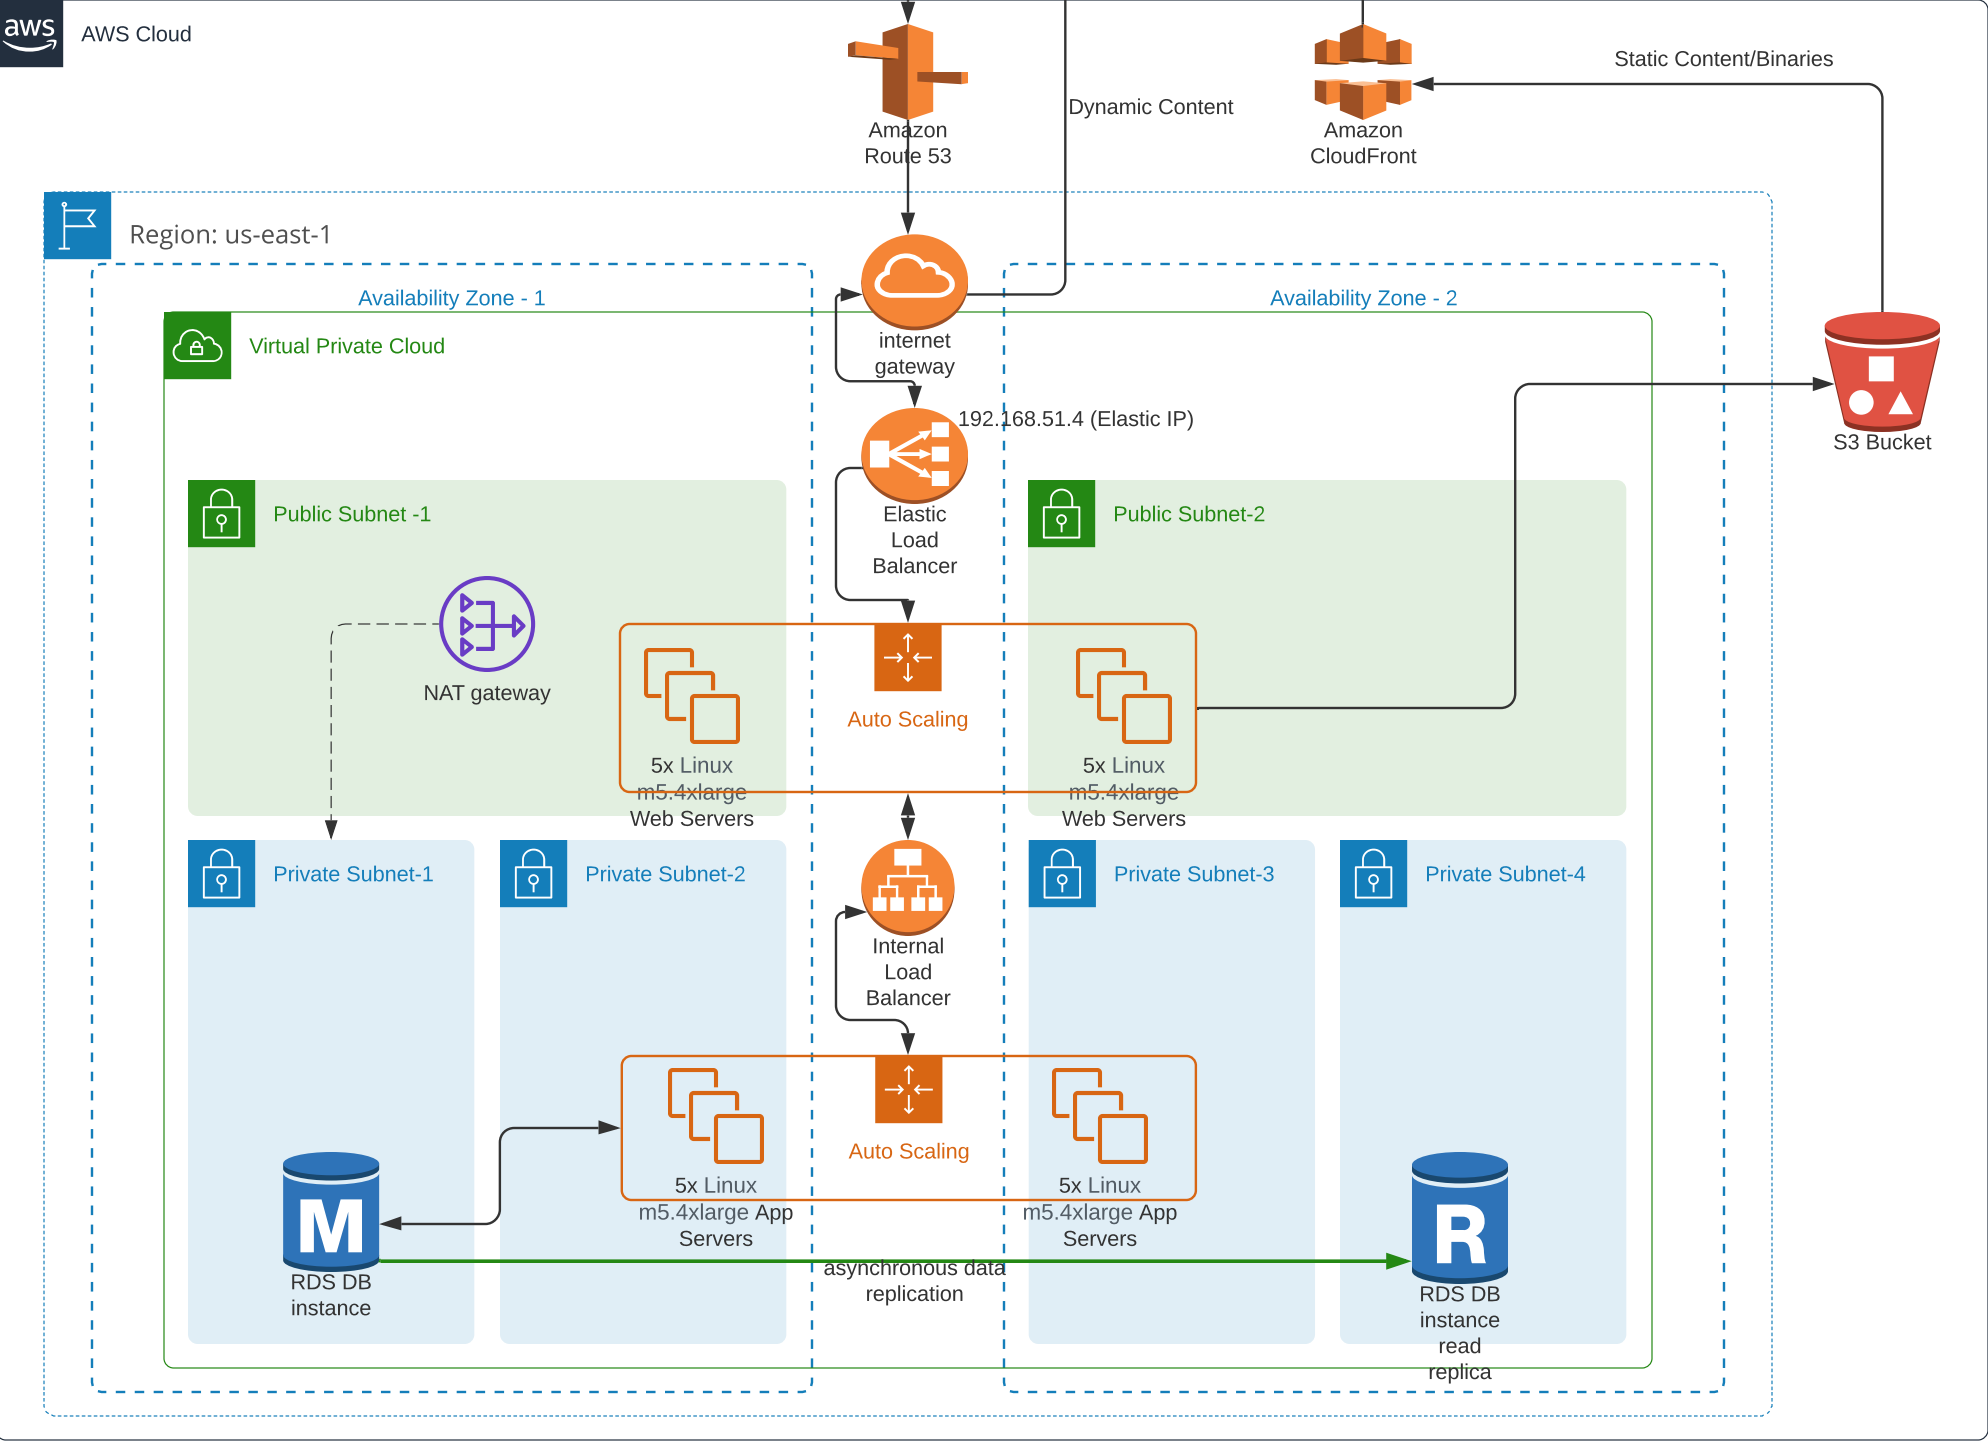 aws
AWS Cloud
Static Content/Binaries
Dynamic Content
Amazon
Route 53
Amazon
CloudFront
Region: us-east-1
Availability Zone - 1
Availability Zone - 2
Virtual Private Cloud
internet
gateway
192.168.51.4 (Elastic IP)
S3 Bucket
Elastic
Load
Balancer
Public Subnet -1
Public Subnet-2
NAT gateway
Auto Scaling
5x Linux
m5.4xlarge
Web Servers
5x Linux
m5.4xlarge
Web Servers
Private Subnet-1
Private Subnet-2
Private Subnet-3
Private Subnet-4
Internal
Load
Balancer
Auto Scaling
5x Linux
m5.4xlarge App
Servers
5x Linux
m5.4xlarge App
Servers
M
RDS DB
instance
asynchronous data
replication
R
RDS DB
instance
read
replica